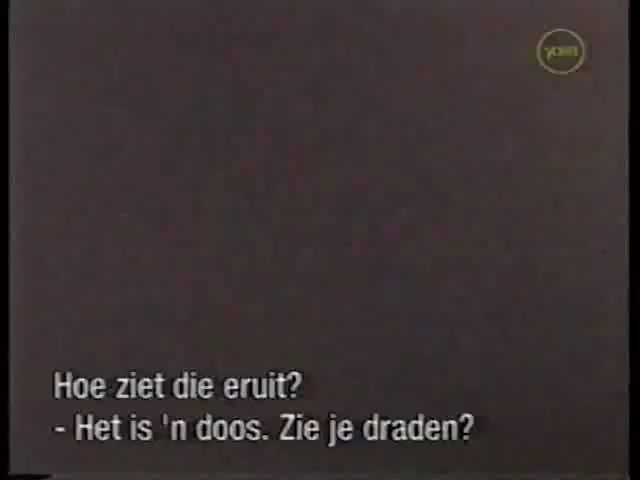 Hoe ziet die eruit?
- Het is 'n doos. Zie je draden?